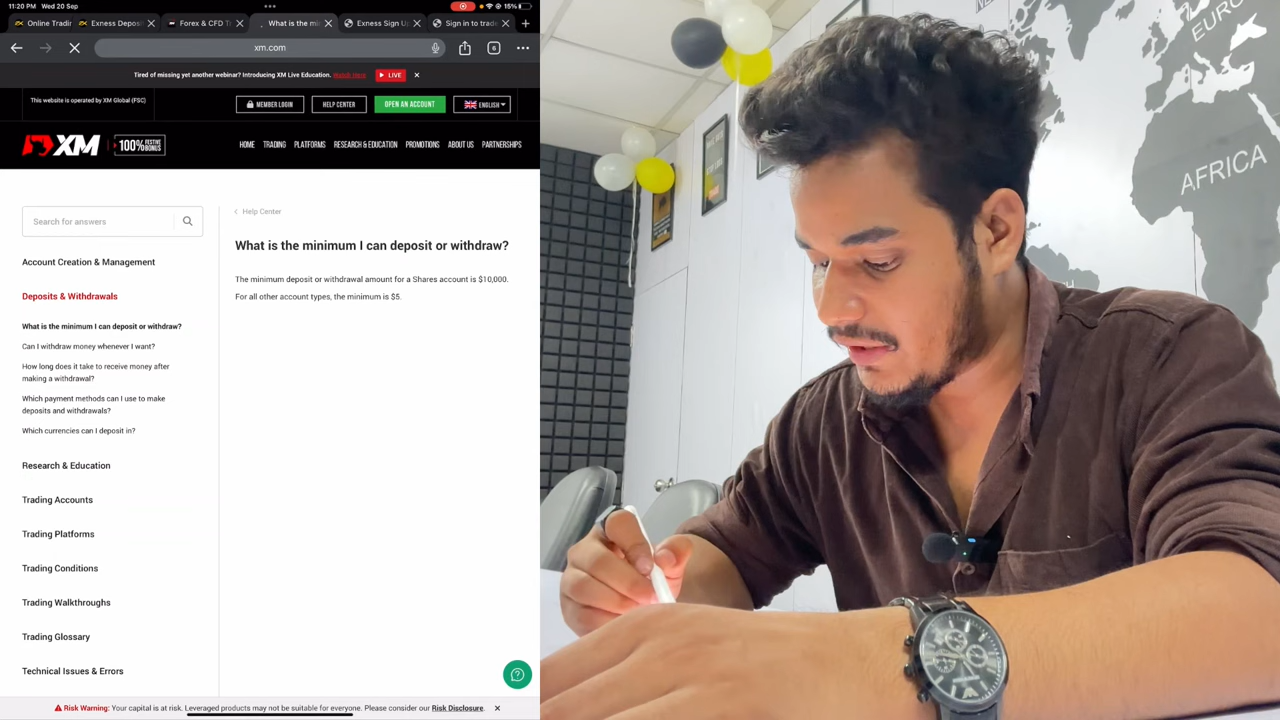 11:20 PM Wed 20 Sep
15%
Online Tradin
Exness Deposi
Forex & CFD T
What is the mi
Exness Sign U
Sign in to trade
xm.com
6
Tired of missing yet another webinar? Introducing XM Live Education. Watch Here
LIVE
This website is operated by XM Global (FSC)
MEMBER LOGIN
HELP CENTER
OPEN AN ACCOUNT
ENGLISH
XM
100% FESTIVE BONUS
HOME TRADING PLATFORMS RESEARCH & EDUCATION PROMOTIONS ABOUT US PARTNERSHIPS
Search for answers
Account Creation & Management
Deposits & Withdrawals
What is the minimum I can deposit or withdraw?
Can I withdraw money whenever I want?
How long does it take to receive money after
making a withdrawal?
Which payment methods can I use to make
deposits and withdrawals?
Which currencies can I deposit in?
Research & Education
Trading Accounts
Trading Platforms
Trading Conditions
Trading Walkthroughs
Trading Glossary
Technical Issues & Errors
Help Center
What is the minimum I can deposit or withdraw?
The minimum deposit or withdrawal amount for a Shares account is $10,000.
For all other account types, the minimum is $5.
Risk Warning: Your capital is at risk. Leveraged products may not be suitable for everyone. Please consider our Risk Disclosure.
EUROP
AFRICA